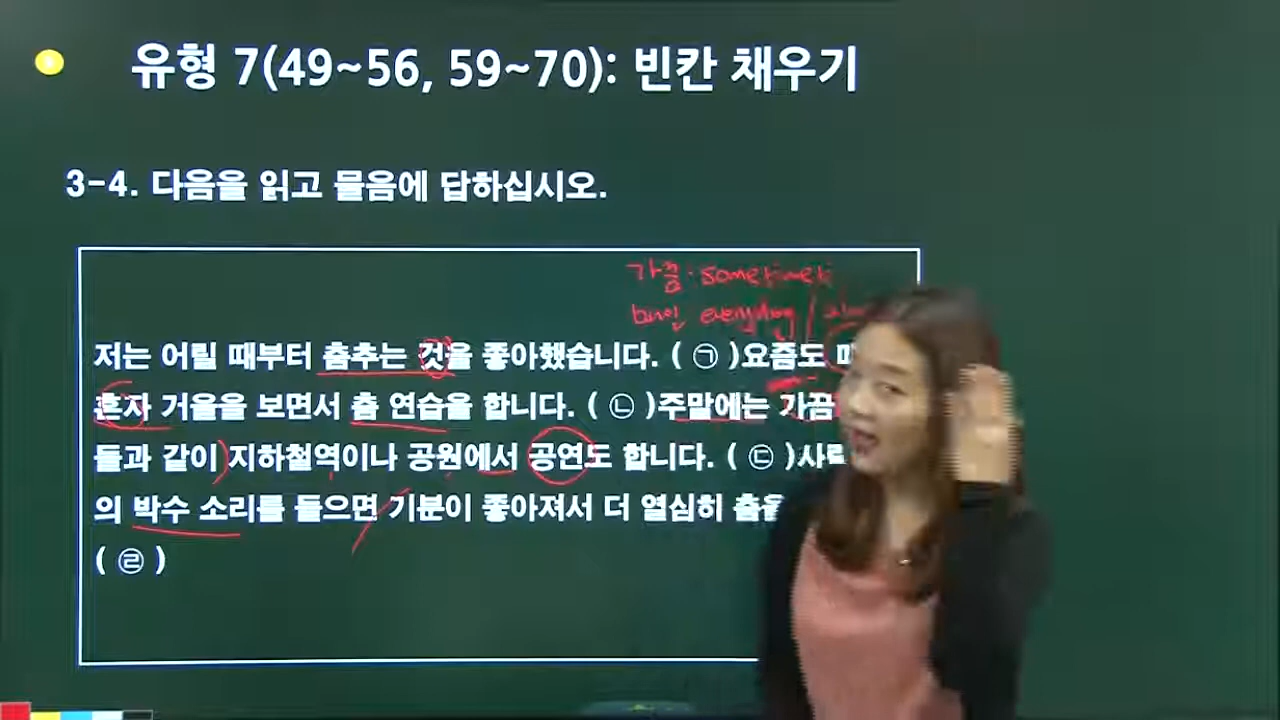 유형 7(49~56, 59~70): 빈칸 채우기
3-4. 다음을 읽고 물음에 답하십시오.
가끔: sometimes
매일 everyday /
저는 어릴 때부터 춤추는 것을 좋아했습니다. ( ㉠ )요즘도
혼자 거울을 보면서 춤 연습을 합니다. ( ㉡ )주말에는 가끔
들과 같이 지하철역이나 공원에서 공연도 합니다. ( ㉢ )사람
의 박수 소리를 들으면 기분이 좋아져서 더 열심히 춤을
( ㉣ )